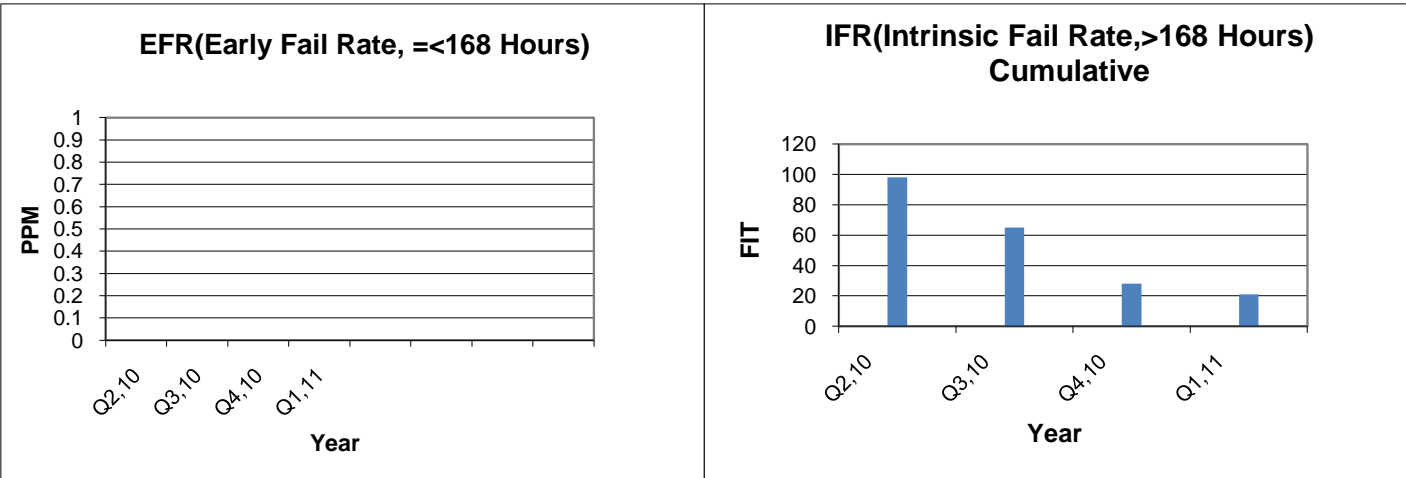 EFR(Early Fail Rate, =<168 Hours)
1
0.9
0.8
0.7
0.6
0.5
0.4
0.3
0.2
0.1
0
PPM
Q2,10
Q3,10
Q4,10
Q1,11
Year
IFR(Intrinsic Fail Rate,>168 Hours)
Cumulative
120
100
80
60
40
20
0
FIT
Q2,10
Q3,10
Q4,10
Q1,11
Year